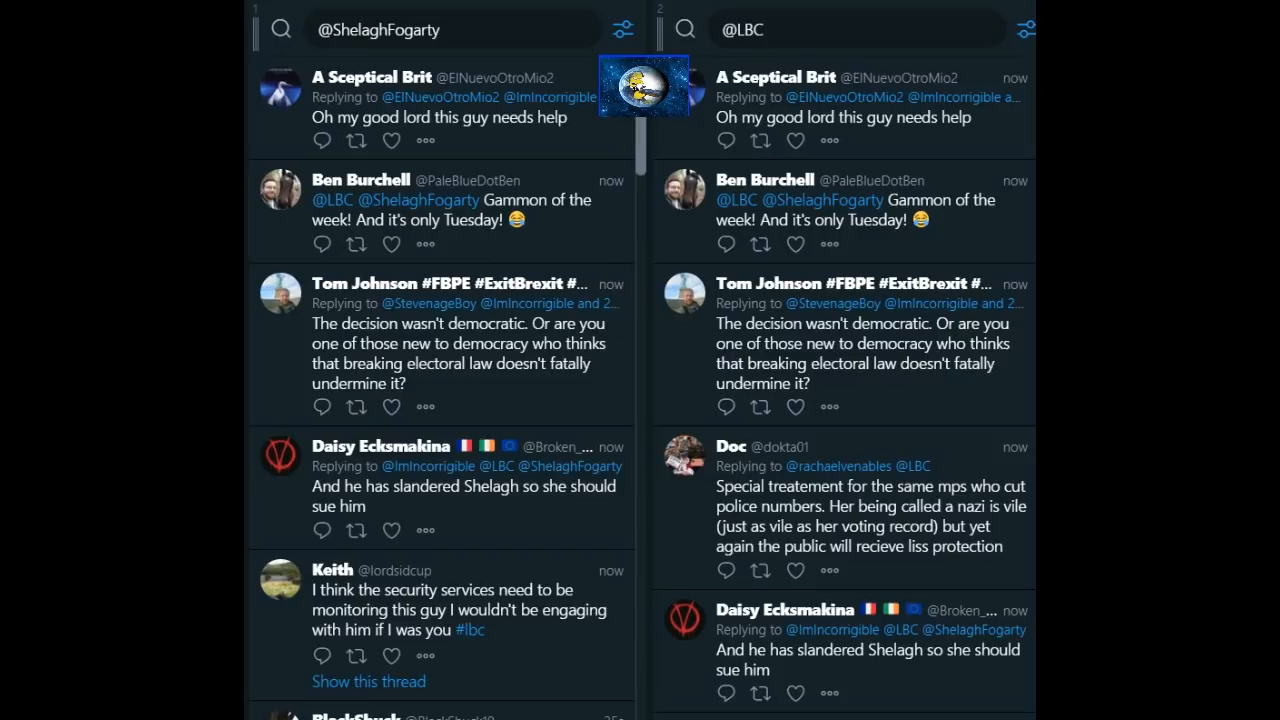 1
@ShelaghFogarty
A Sceptical Brit @ElNuevoOtroMio2
Replying to @ElNuevoOtroMio2 @ImIncorrigible
Oh my good lord this guy needs help
Ben Burchell @PaleBlueDotBen now
@LBC @ShelaghFogarty Gammon of the
week! And it's only Tuesday! 😂
Tom Johnson #FBPE #ExitBrexit #... now
Replying to @StevenageBoy @ImIncorrigible and 2...
The decision wasn't democratic. Or are you
one of those new to democracy who thinks
that breaking electoral law doesn't fatally
undermine it?
Daisy Ecksmakina 🇫🇷 🇮🇪 🇪🇺 @Broken_... now
Replying to @ImIncorrigible @LBC @ShelaghFogarty
And he has slandered Shelagh so she should
sue him
Keith @lordsidcup now
I think the security services need to be
monitoring this guy I wouldn't be engaging
with him if I was you #lbc
Show this thread
2
@LBC
A Sceptical Brit @ElNuevoOtroMio2 now
Replying to @ElNuevoOtroMio2 @ImIncorrigible a...
Oh my good lord this guy needs help
Ben Burchell @PaleBlueDotBen now
@LBC @ShelaghFogarty Gammon of the
week! And it's only Tuesday! 😂
Tom Johnson #FBPE #ExitBrexit #... now
Replying to @StevenageBoy @ImIncorrigible and 2...
The decision wasn't democratic. Or are you
one of those new to democracy who thinks
that breaking electoral law doesn't fatally
undermine it?
Doc @dokta01 now
Replying to @rachaelvenables @LBC
Special treatement for the same mps who cut
police numbers. Her being called a nazi is vile
(just as vile as her voting record) but yet
again the public will recieve liss protection
Daisy Ecksmakina 🇫🇷 🇮🇪 🇪🇺 @Broken_... now
Replying to @ImIncorrigible @LBC @ShelaghFogarty
And he has slandered Shelagh so she should
sue him